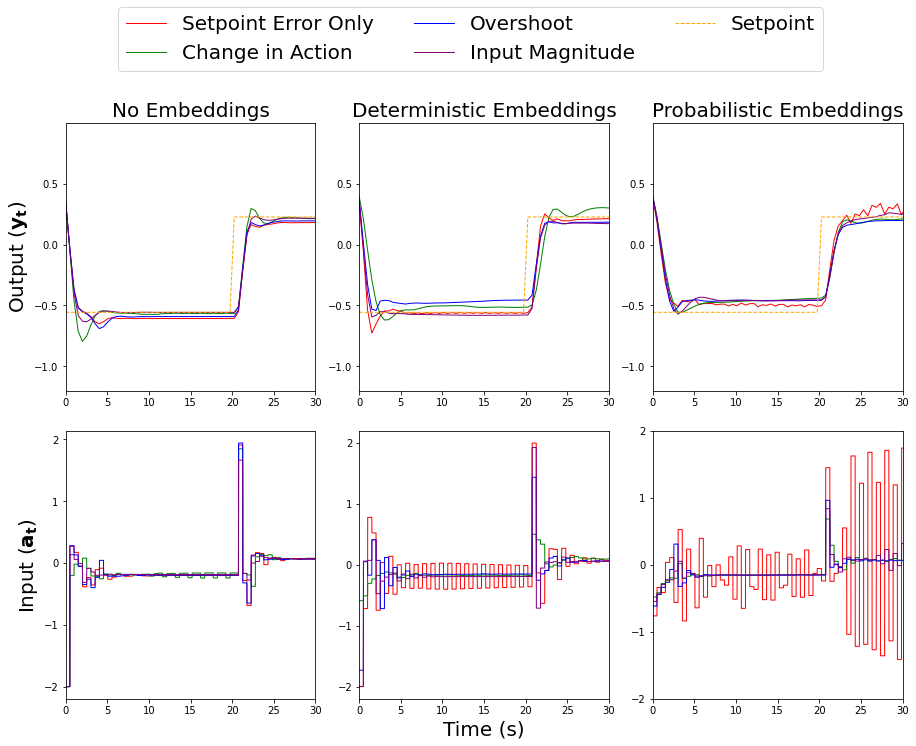 Setpoint Error Only Overshoot Setpoint
Change in Action Input Magnitude
No Embeddings Deterministic Embeddings Probabilistic Embeddings
Output (yt)
0.5 0.5 0.5
0.0 0.0 0.0
−0.5 −0.5 −0.5
−1.0 −1.0 −1.0
0 5 10 15 20 25 30 0 5 10 15 20 25 30 0 5 10 15 20 25 30
Input (at)
2 2 2
1 1 1
0 0 0
−1 −1 −1
−2 −2 −2
0 5 10 15 20 25 30 0 5 10 15 20 25 30 0 5 10 15 20 25 30
Time (s)